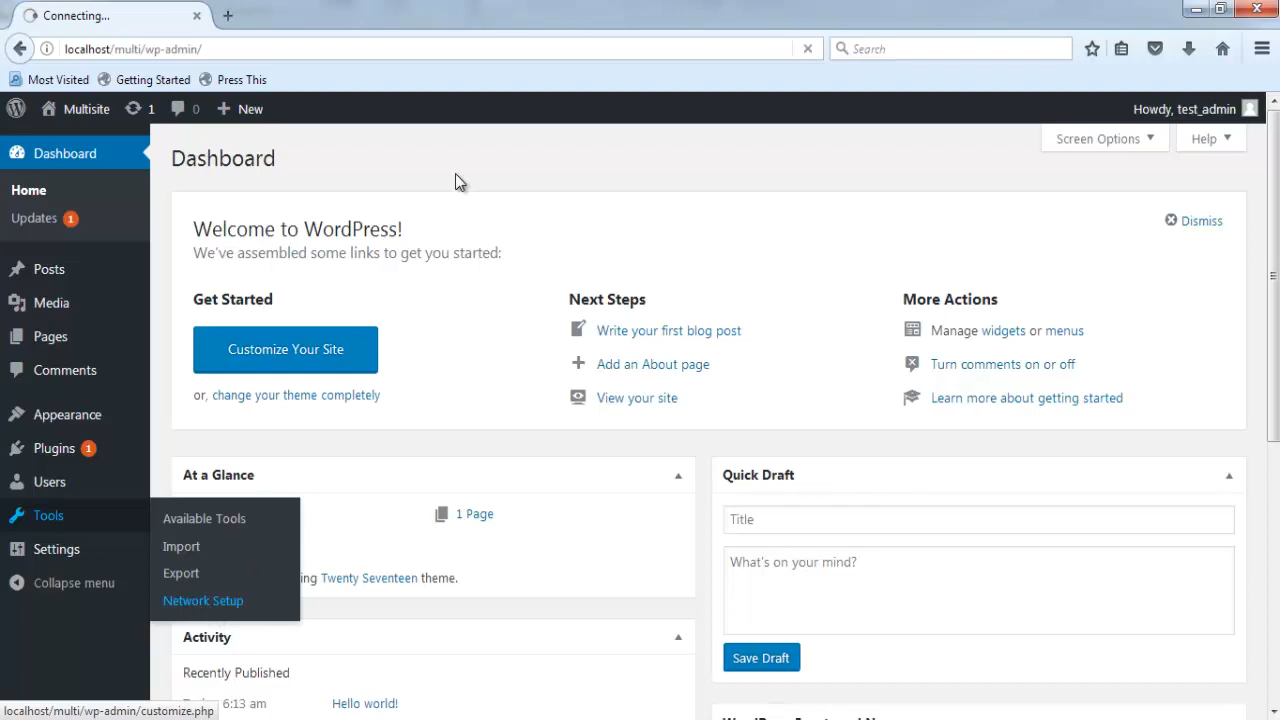 Connecting...
localhost/multi/wp-admin/
Search
Most Visited Getting Started Press This
Multisite 1 0 New Howdy, test_admin
Dashboard
Home
Updates 1
Posts
Media
Pages
Comments
Appearance
Plugins 1
Users
Tools
Settings
Collapse menu
Available Tools
Import
Export
Network Setup
Dashboard
Screen Options Help
Welcome to WordPress!
We've assembled some links to get you started:
Dismiss
Get Started
Customize Your Site
or, change your theme completely
Next Steps
Write your first blog post
Add an About page
View your site
More Actions
Manage widgets or menus
Turn comments on or off
Learn more about getting started
At a Glance
1 Page
ing Twenty Seventeen theme.
Activity
Recently Published
6:13 am Hello world!
Quick Draft
Title
What's on your mind?
Save Draft
localhost/multi/wp-admin/customize.php